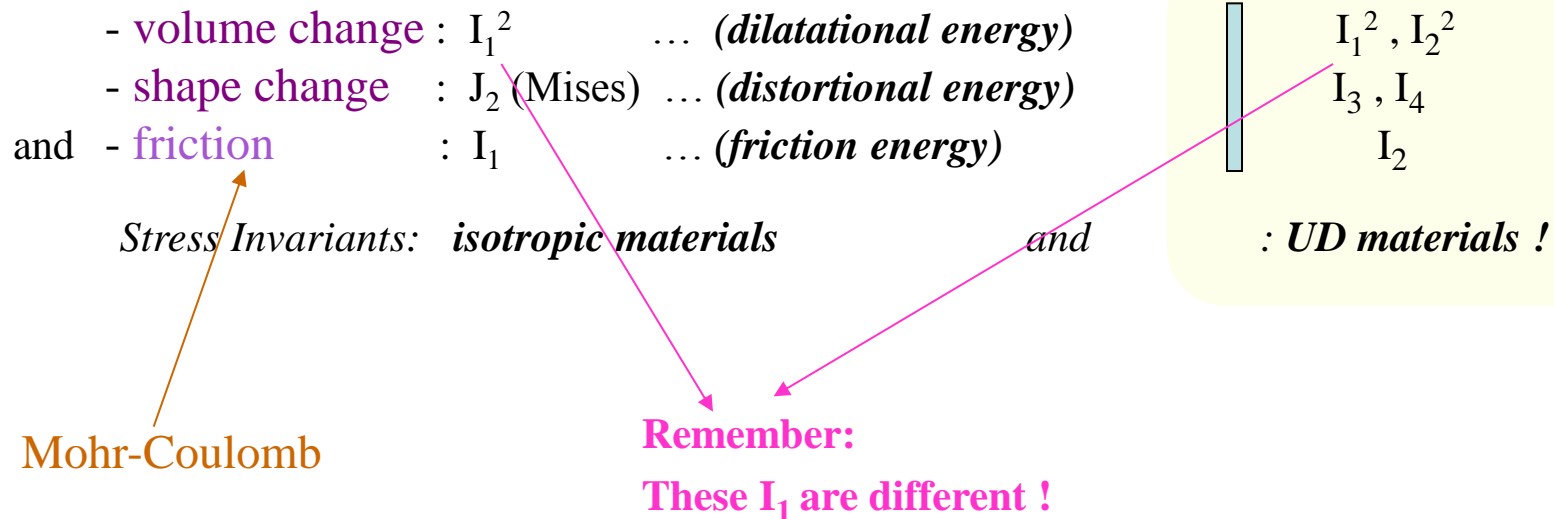 - volume change : I₁² … (dilatational energy) I₁² , I₂²
- shape change : J₂ (Mises) … (distortional energy) I₃ , I₄
and - friction : I₁ … (friction energy) I₂
Stress Invariants: isotropic materials and : UD materials !
Mohr-Coulomb
Remember:
These I₁ are different !